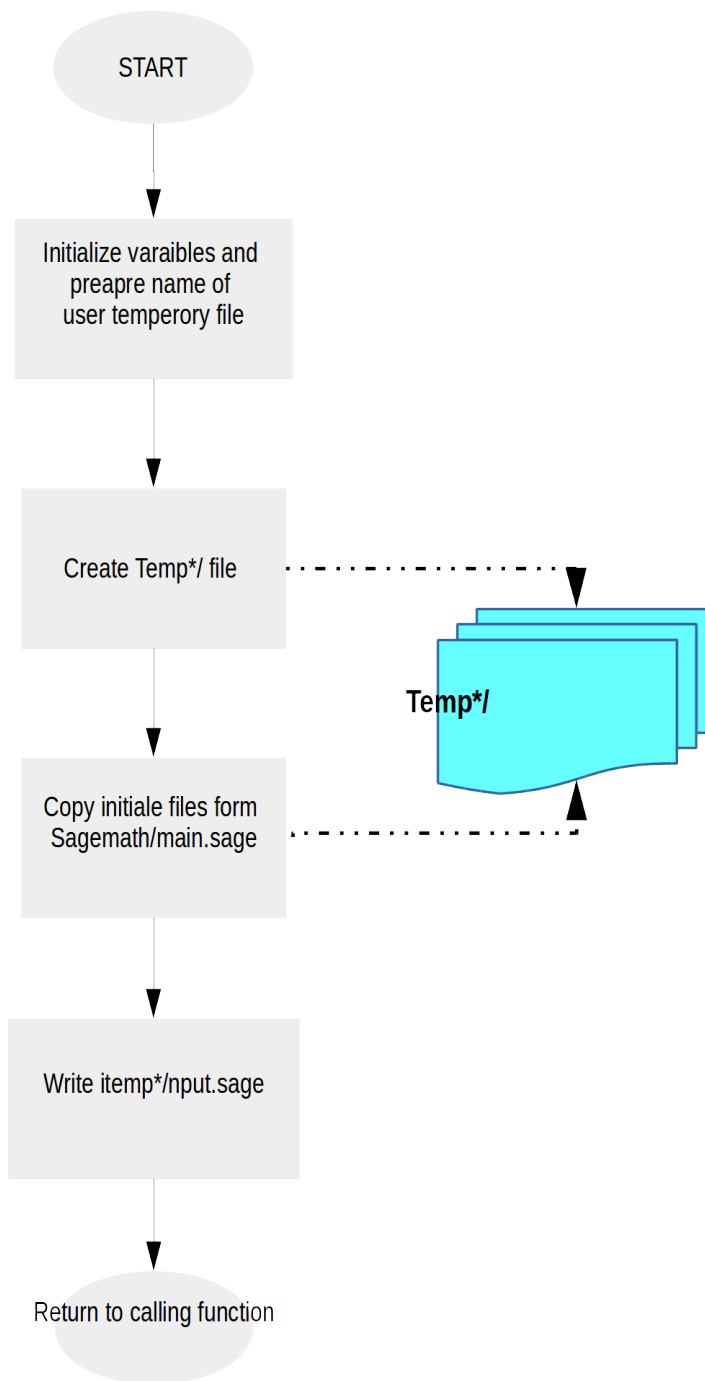 START
Initialize varaibles and
preapre name of
user temperory file
Create Temp*/ file
Temp*/
Copy initiale files form
Sagemath/main.sage
Write itemp*/nput.sage
Return to calling function